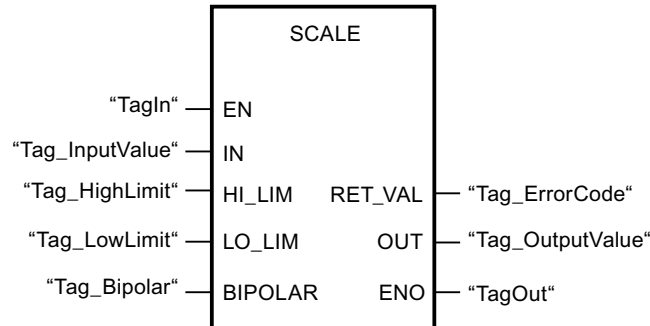 SCALE
“TagIn“ EN
“Tag_InputValue“ IN
“Tag_HighLimit“ HI_LIM RET_VAL “Tag_ErrorCode“
“Tag_LowLimit“ LO_LIM OUT “Tag_OutputValue“
“Tag_Bipolar“ BIPOLAR ENO “TagOut“